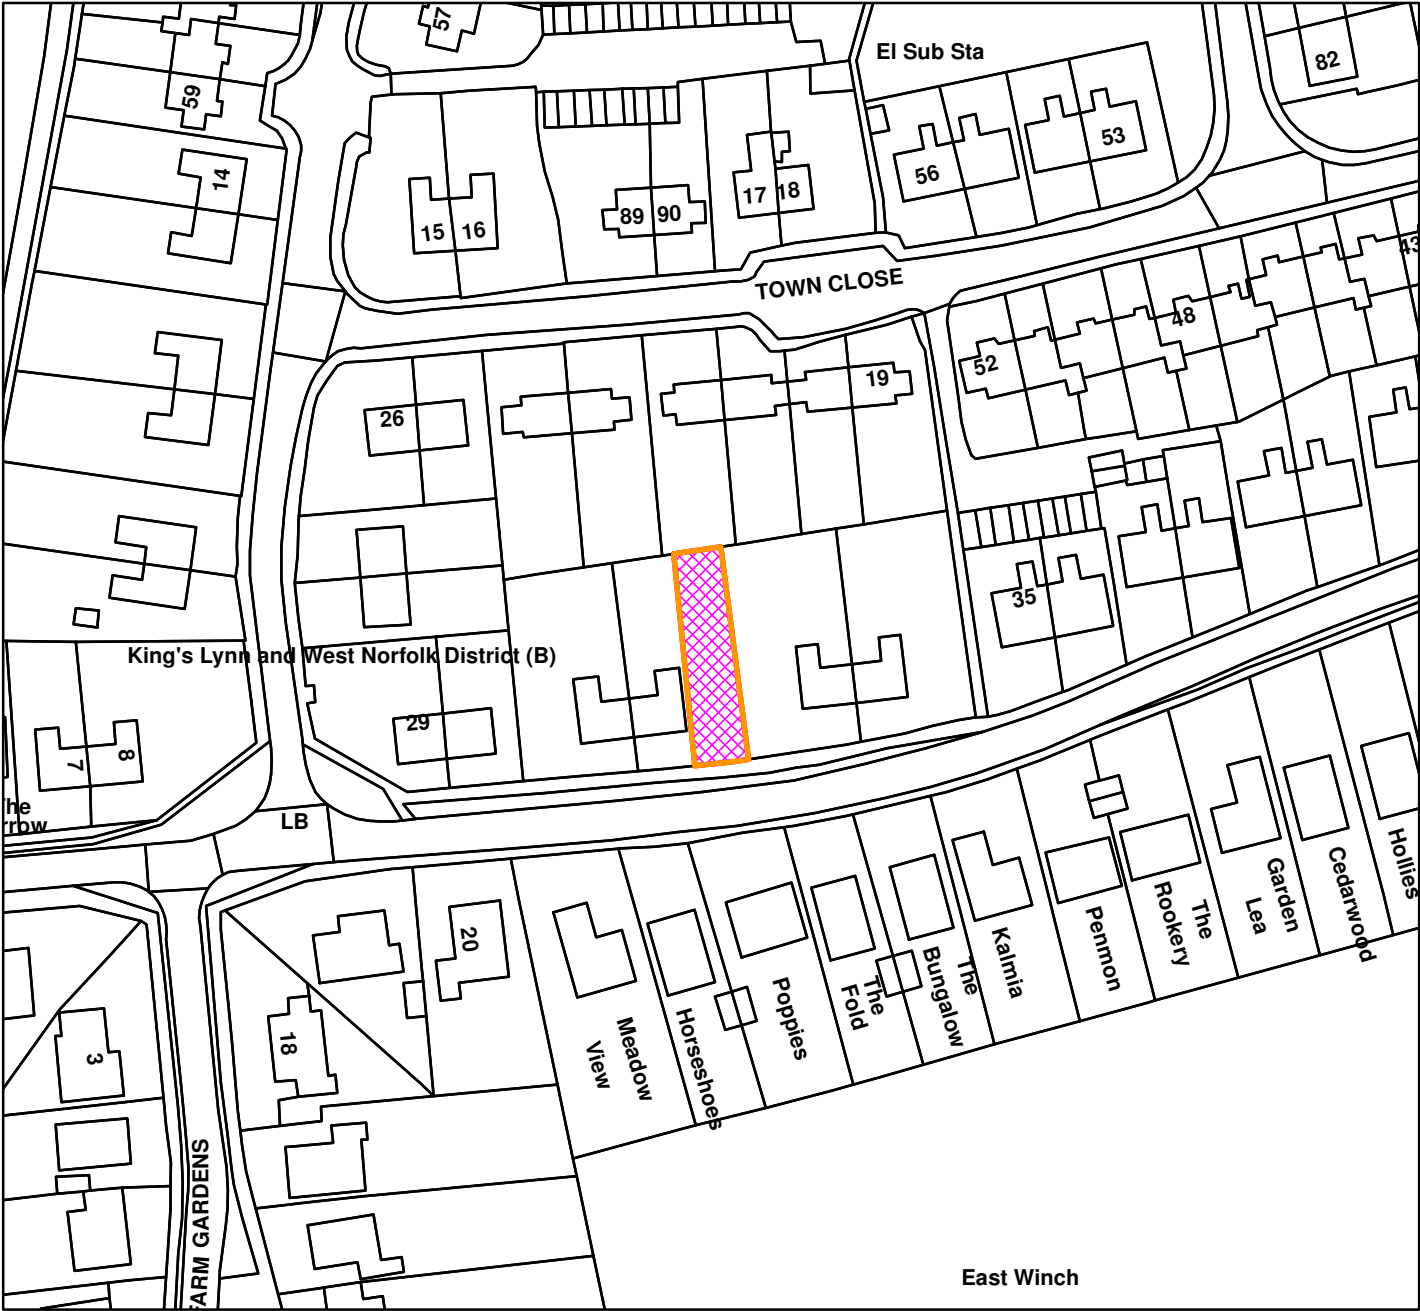 57
El Sub Sta
82
59
53
14
56
17 18
89 90
15 16
43
TOWN CLOSE
48
52
19
26
35
King's Lynn and West Norfolk District (B)
29
7
8
LB
rrow
Hollies
Cedarwood
Garden
Lea
The
Rookery
Penmon
Kalmia
The
Bungalow
The
Fold
Poppies
Horseshoes
Meadow
View
20
18
3
FARM GARDENS
East Winch